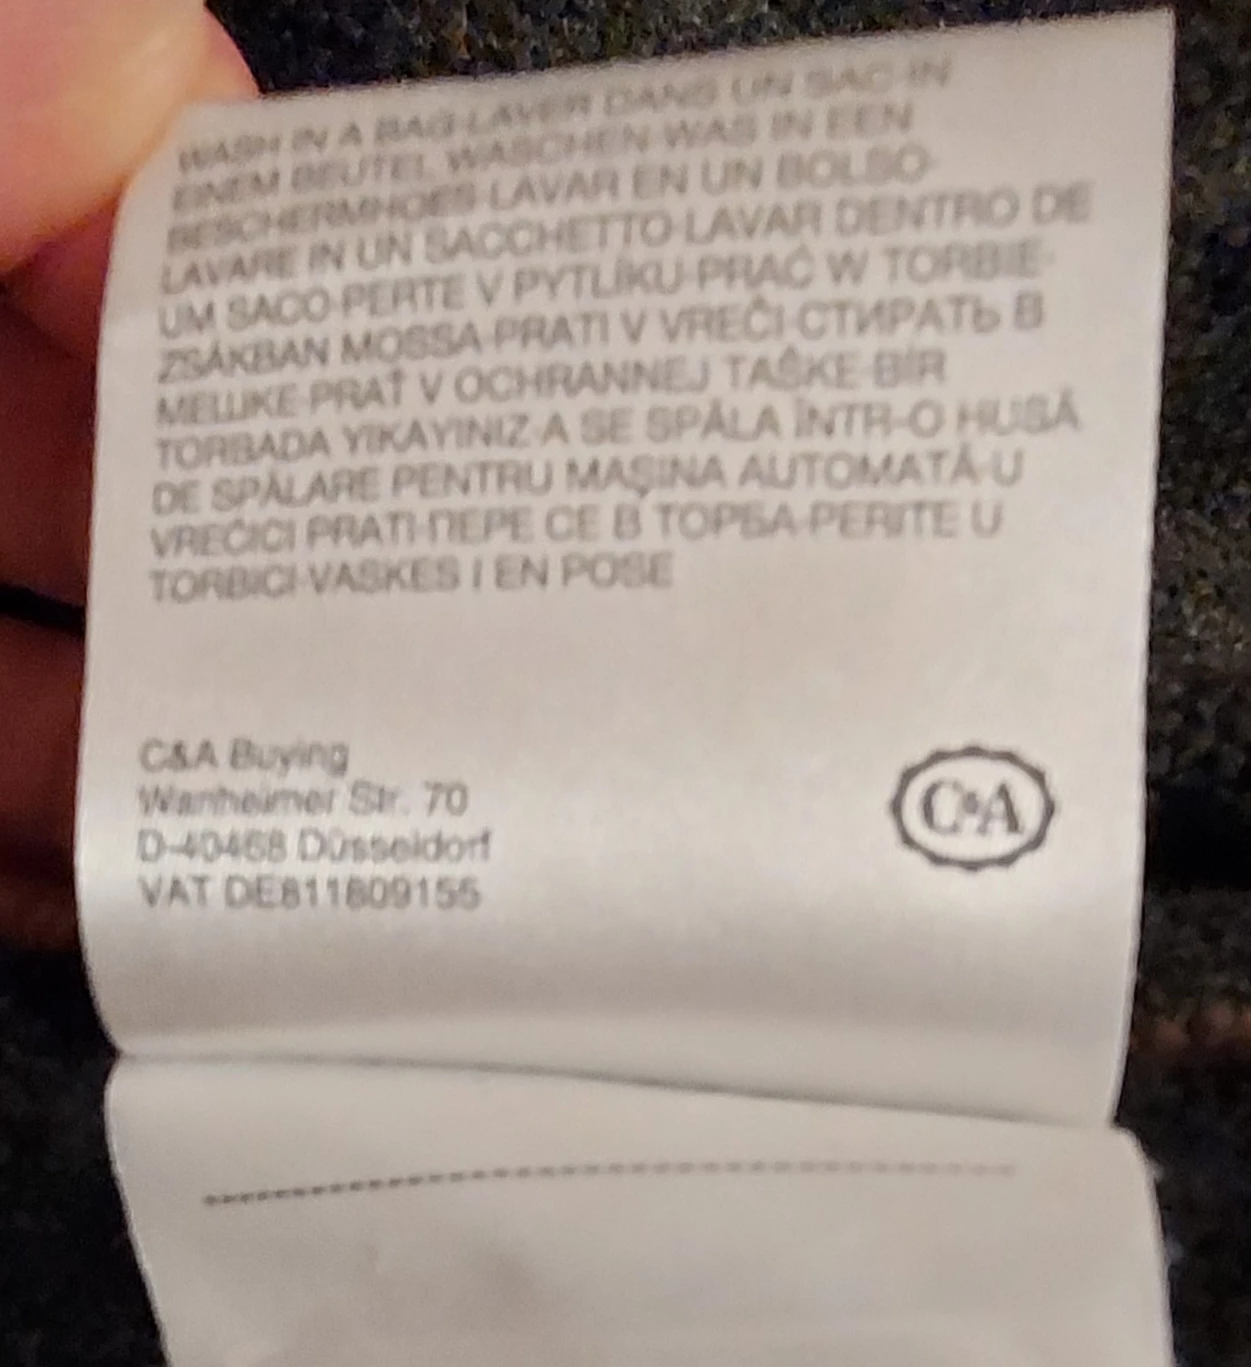 WASH IN A BAG-LAVER DANS UN SAC-IN
EINEM BEUTEL WASCHEN-WAS IN EEN
BESCHERMHOES-LAVAR EN UN BOLSO-
LAVARE IN UN SACCHETTO-LAVAR DENTRO DE
UM SACO-PERTE V PYTLÍKU-PRAĆ W TORBIE-
ZSÁKBAN MOSSA-PRATI V VREČI-СТИРАТЬ В
МЕШКЕ-PRAŤ V OCHRANNEJ TAŠKE-BİR
TORBADA YIKAYINIZ-A SE SPĂLA ÎNTR-O HUSĂ
DE SPĂLARE PENTRU MAŞINA AUTOMATĂ-U
VREĆICI PRATI-ПЕРЕ СЕ В ТОРБА-PERITE U
TORBICI-VASKES I EN POSE
C&A Buying
Wanheimer Str. 70
D-40468 Düsseldorf
VAT DE811809155
C&A